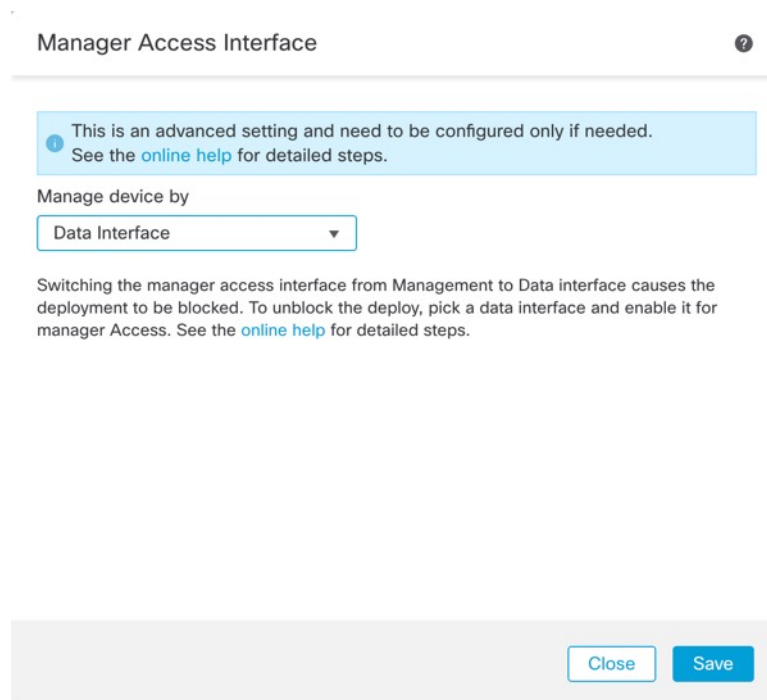 Manager Access Interface
This is an advanced setting and need to be configured only if needed.
See the online help for detailed steps.
Manage device by
Data Interface
Switching the manager access interface from Management to Data interface causes the
deployment to be blocked. To unblock the deploy, pick a data interface and enable it for
manager Access. See the online help for detailed steps.
Close
Save